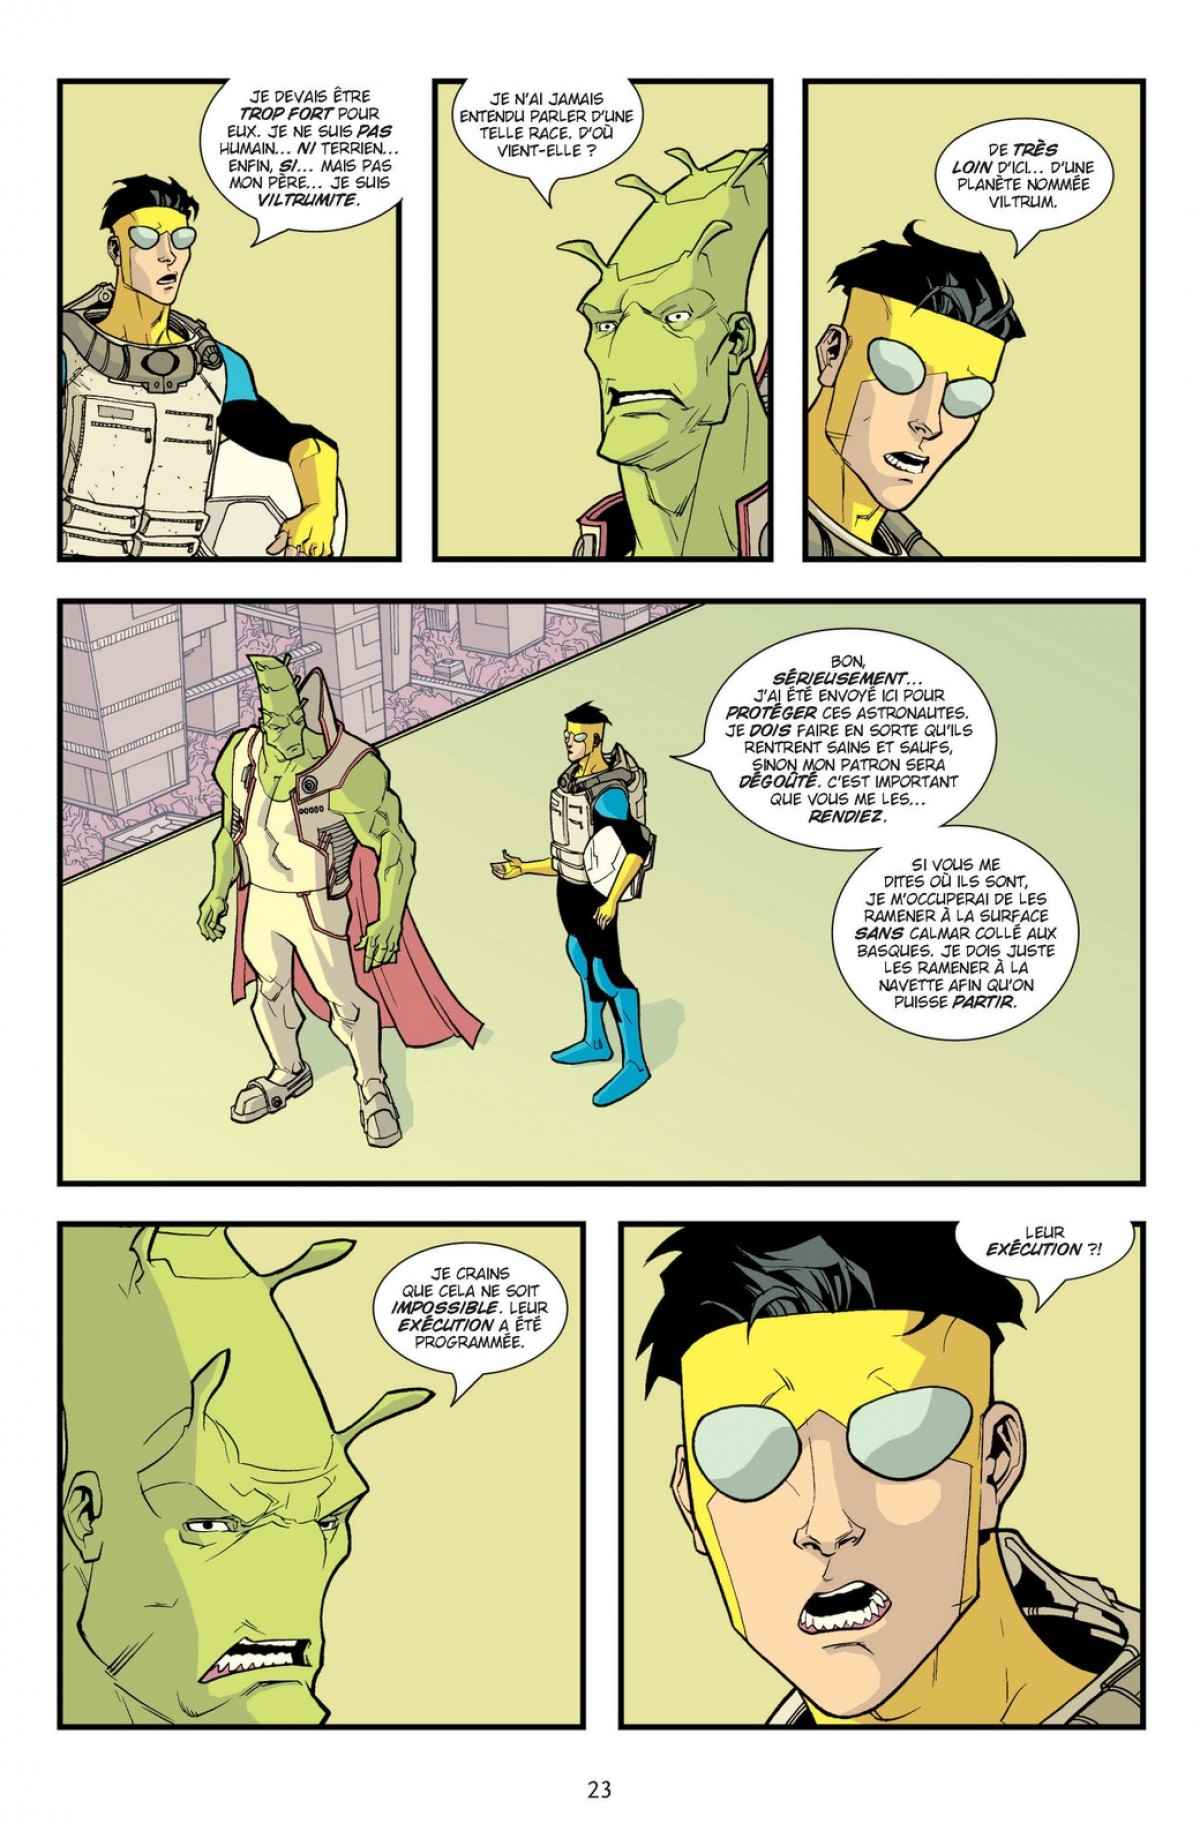 JE DEVAIS ÊTRE
TROP FORT POUR
EUX. JE NE SUIS PAS
HUMAIN... NI TERRIEN...
ENFIN, SI... MAIS PAS
MON PÈRE... JE SUIS
VILTRUMITE.
JE N'AI JAMAIS
ENTENDU PARLER D'UNE
TELLE RACE. D'OÙ
VIENT-ELLE ?
DE TRÈS
LOIN D'ICI... D'UNE
PLANÈTE NOMMÉE
VILTRUM.
BON,
SÉRIEUSEMENT...
J'AI ÉTÉ ENVOYÉ ICI POUR
PROTÉGER CES ASTRONAUTES.
JE DOIS FAIRE EN SORTE QU'ILS
RENTRENT SAINS ET SAUFS,
SINON MON PATRON SERA
DÉGOÛTÉ. C'EST IMPORTANT
QUE VOUS ME LES...
RENDIEZ.
SI VOUS ME
DITES OÙ ILS SONT,
JE M'OCCUPERAI DE LES
RAMENER À LA SURFACE
SANS CALMAR COLLÉ AUX
BASQUES. JE DOIS JUSTE
LES RAMENER À LA
NAVETTE AFIN QU'ON
PUISSE PARTIR.
JE CRAINS
QUE CELA NE SOIT
IMPOSSIBLE. LEUR
EXÉCUTION A ÉTÉ
PROGRAMMÉE.
LEUR
EXÉCUTION ?!
23